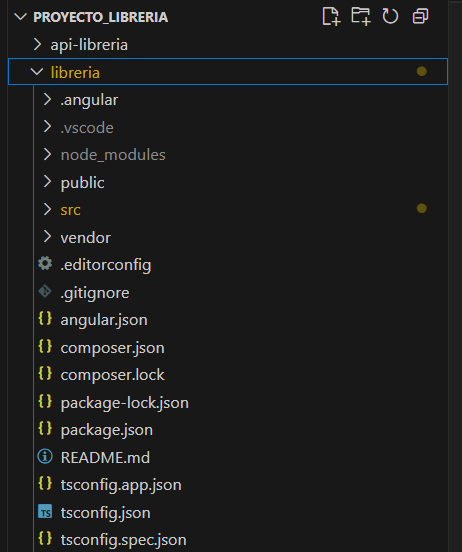 PROYECTO_LIBRERIA
api-libreria
libreria
.angular
.vscode
node_modules
public
src
vendor
.editorconfig
.gitignore
angular.json
composer.json
composer.lock
package-lock.json
package.json
README.md
tsconfig.app.json
tsconfig.json
tsconfig.spec.json